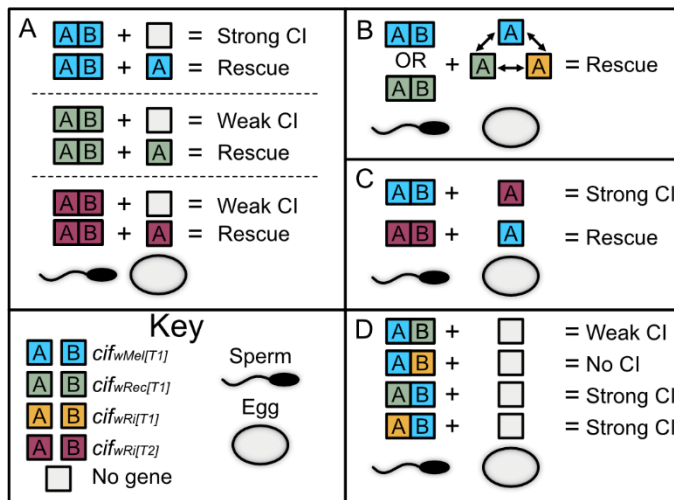 A
A B + = Strong CI
A B + A = Rescue
A B + = Weak CI
A B + A = Rescue
A B + = Weak CI
A B + A = Rescue
B
A B
OR
A B
+
A
A A
= Rescue
C
A B + A = Strong CI
A B + A = Rescue
Key
A B cifwMel[T1]
A B cifwRec[T1]
A B cifwRi[T1]
A B cifwRi[T2]
No gene
Sperm
Egg
D
A B + = Weak CI
A B + = No CI
A B + = Strong CI
A B + = Strong CI